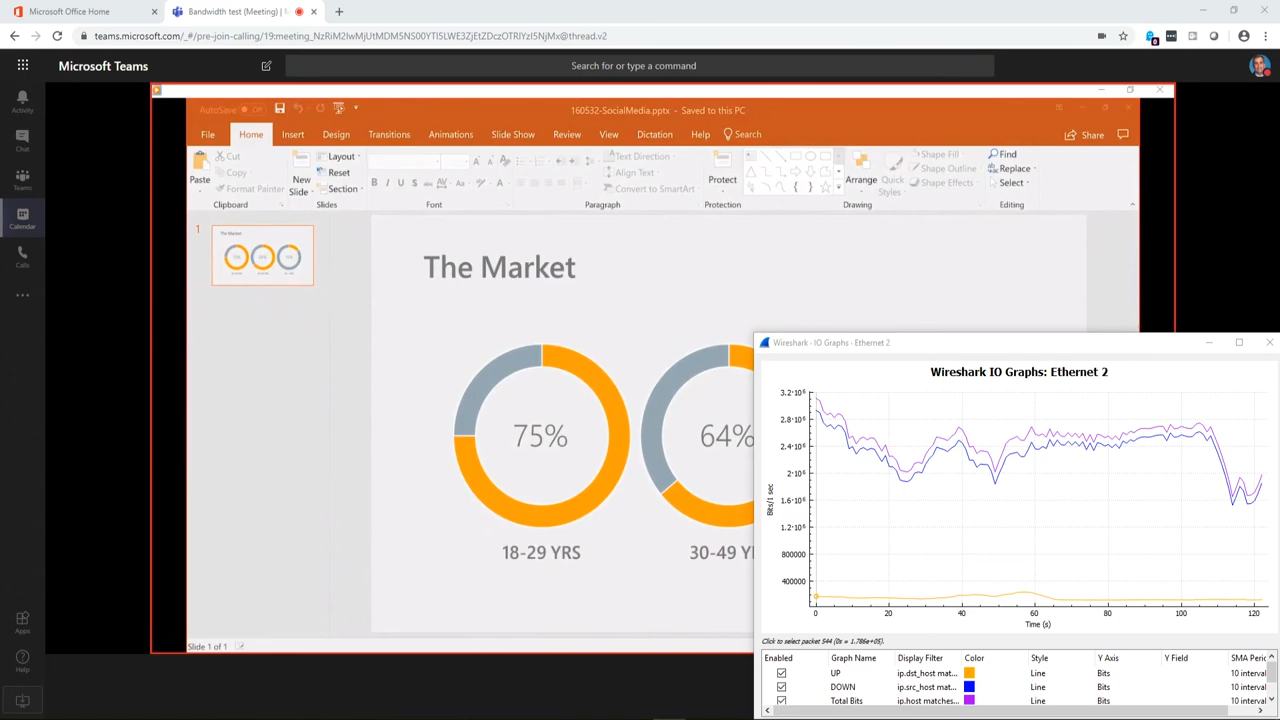 Microsoft Office Home
Bandwidth test (Meeting) | M
teams.microsoft.com/_#/pre-join-calling/19:meeting_NzRiM2IwMjUtMDM5NS00YTI5LWE3ZjEtZDczOTRlYzI5NjMx@thread.v2
Microsoft Teams
Search for or type a command
Activity
Chat
Teams
Calendar
Calls
Apps
Help
AutoSave Off
160532-SocialMedia.pptx - Saved to this PC
File Home Insert Design Transitions Animations Slide Show Review View Dictation Help Search
Share
Paste
Cut
Copy
Format Painter
Clipboard
New Slide
Layout
Reset
Section
Slides
Font
Text Direction
Align Text
Convert to SmartArt
Paragraph
Protect
Protection
Arrange
Quick Styles
Shape Fill
Shape Outline
Shape Effects
Drawing
Find
Replace
Select
Editing
1
The Market
The Market
75%
64%
18-29 YRS
30-49 Y
Slide 1 of 1
Wireshark · IO Graphs · Ethernet 2
Wireshark IO Graphs: Ethernet 2
Bits/1 sec
3.2·10⁶
2.8·10⁶
2.4·10⁶
2·10⁶
1.6·10⁶
1.2·10⁶
800000
400000
0 20 40 60 80 100 120
Time (s)
Click to select packet 544 (0s = 1.786e+05).
Enabled Graph Name Display Filter Color Style Y Axis Y Field SMA Peric
UP ip.dst_host mat... Line Bits 10 interva
DOWN ip.src_host mat... Line Bits 10 interva
Total Bits ip.host matches... Line Bits 10 interva